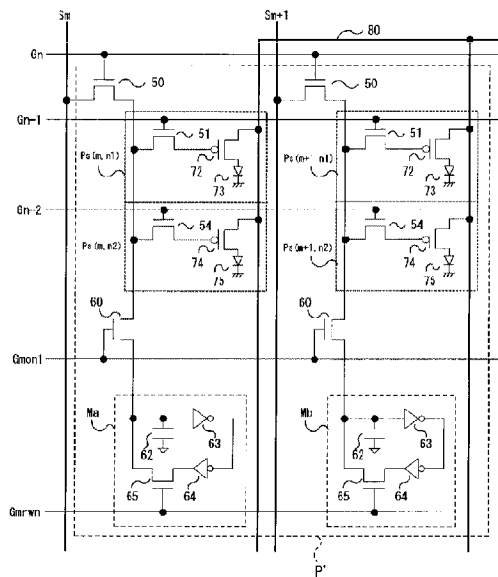 Sm Sm+1
80
Gn
50 50
Gn-1
51 51
Ps(m,n1) 72 Ps(m+1,n1) 72
73 73
Gn-2
54 54
Ps(m,n2) 74 Ps(m+1,n2) 74
75 75
60 60
Gmon1
Ma Mb
62 63 62 63
65 64 65 64
Gmrwn
P'